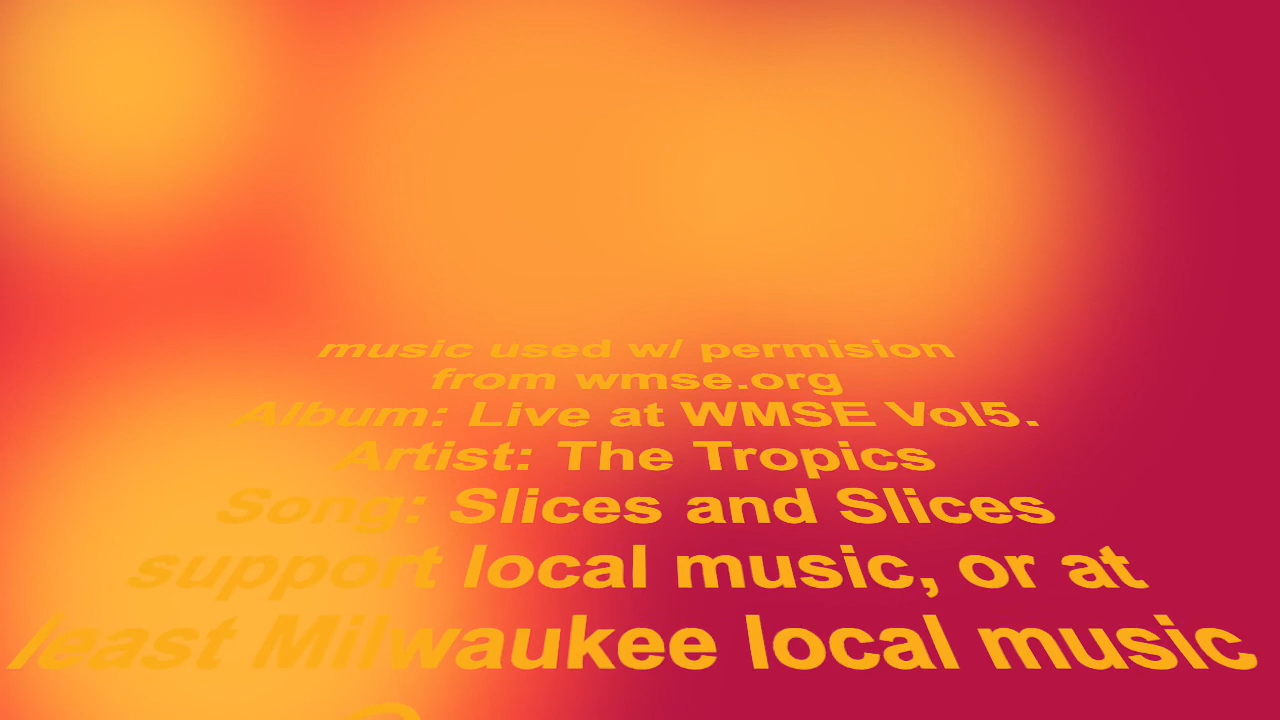 music used w/ permision
from wmse.org
Album: Live at WMSE Vol5.
Artist: The Tropics
Song: Slices and Slices
support local music, or at
least Milwaukee local music